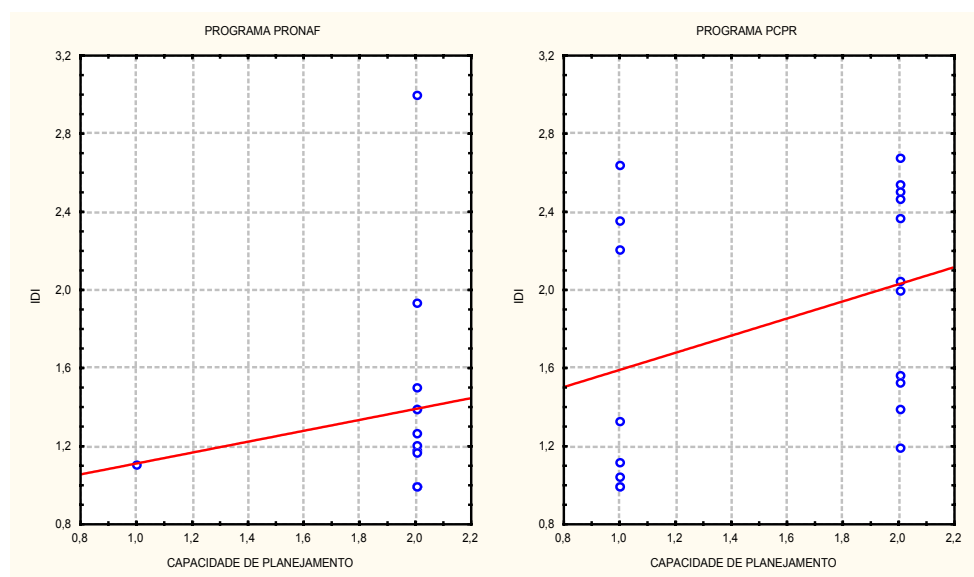 PROGRAMA PRONAF
3,2
2,8
2,4
2,0
1,6
1,2
0,8
IDI
0,8 1,0 1,2 1,4 1,6 1,8 2,0 2,2
CAPACIDADE DE PLANEJAMENTO
PROGRAMA PCPR
3,2
2,8
2,4
2,0
1,6
1,2
0,8
IDI
0,8 1,0 1,2 1,4 1,6 1,8 2,0 2,2
CAPACIDADE DE PLANEJAMENTO